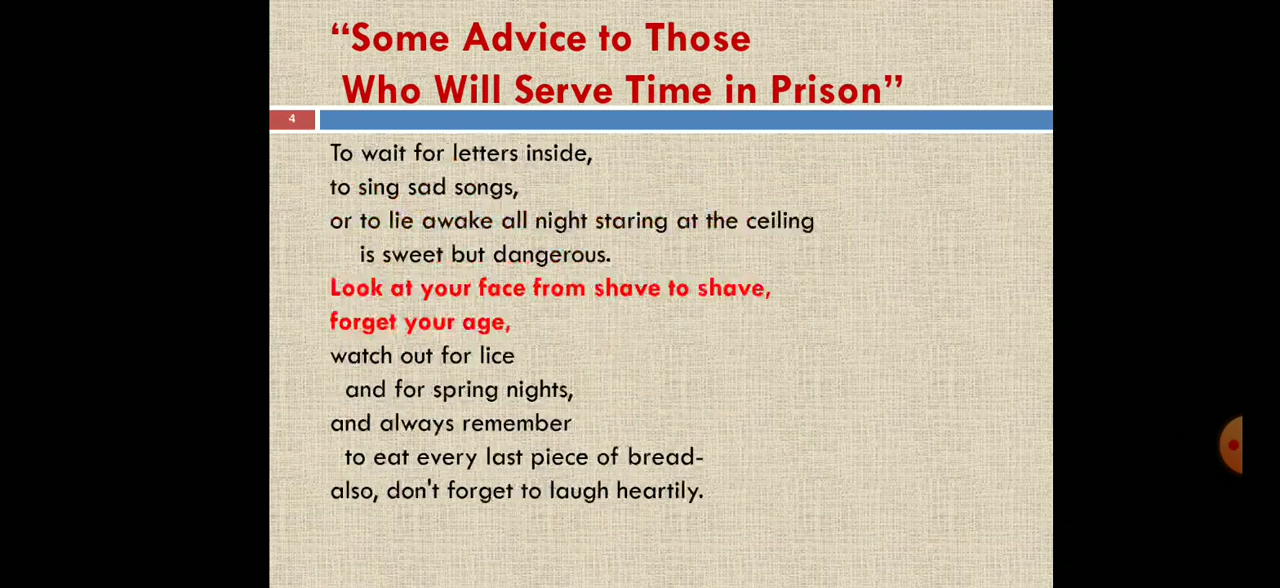 “Some Advice to Those
Who Will Serve Time in Prison”
4
To wait for letters inside,
to sing sad songs,
or to lie awake all night staring at the ceiling
is sweet but dangerous.
Look at your face from shave to shave,
forget your age,
watch out for lice
and for spring nights,
and always remember
to eat every last piece of bread-
also, don't forget to laugh heartily.